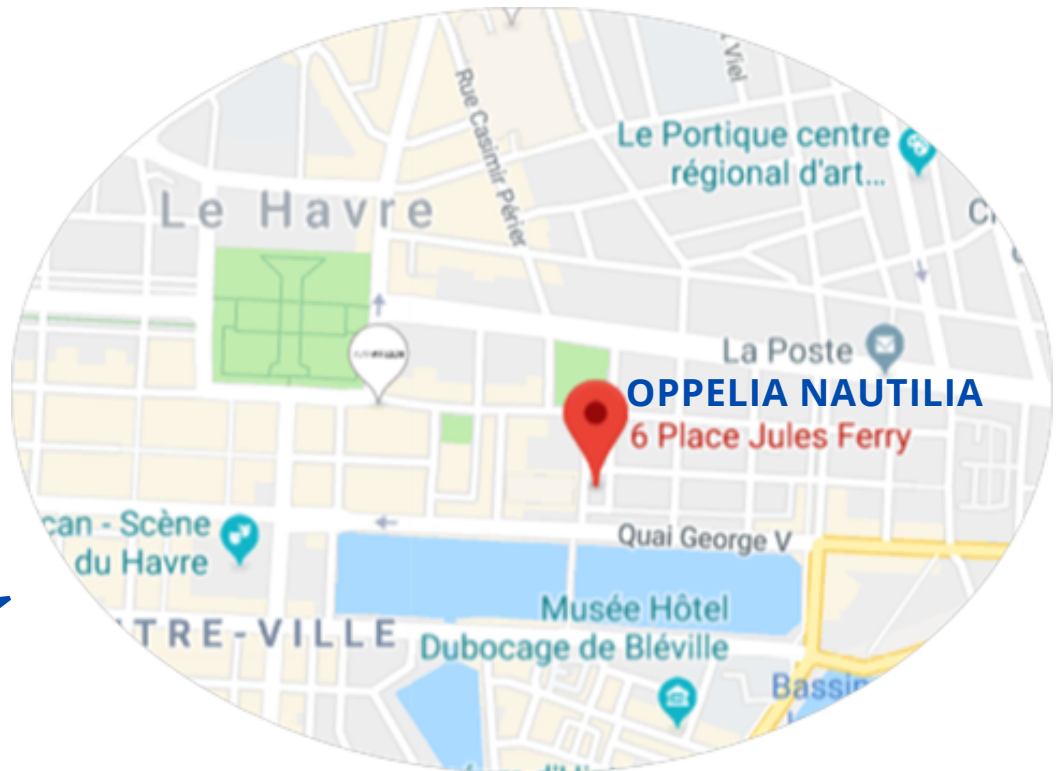 Viel
Rue Casimir Périer
Le Portique centre
régional d'art...
Le Havre
La Poste
OPPELIA NAUTILIA
6 Place Jules Ferry
can - Scène
du Havre
Quai George V
Musée Hôtel
Dubocage de Bléville
TRE-VILLE
Bassin